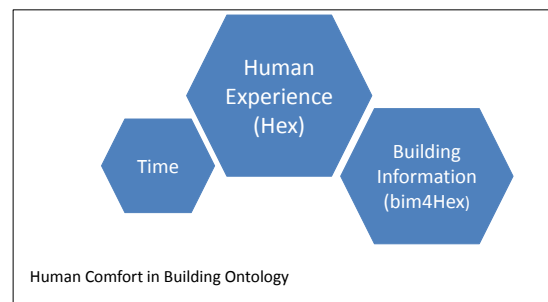 Human
Experience
(Hex)
Time
Building
Information
(bim4Hex)
Human Comfort in Building Ontology